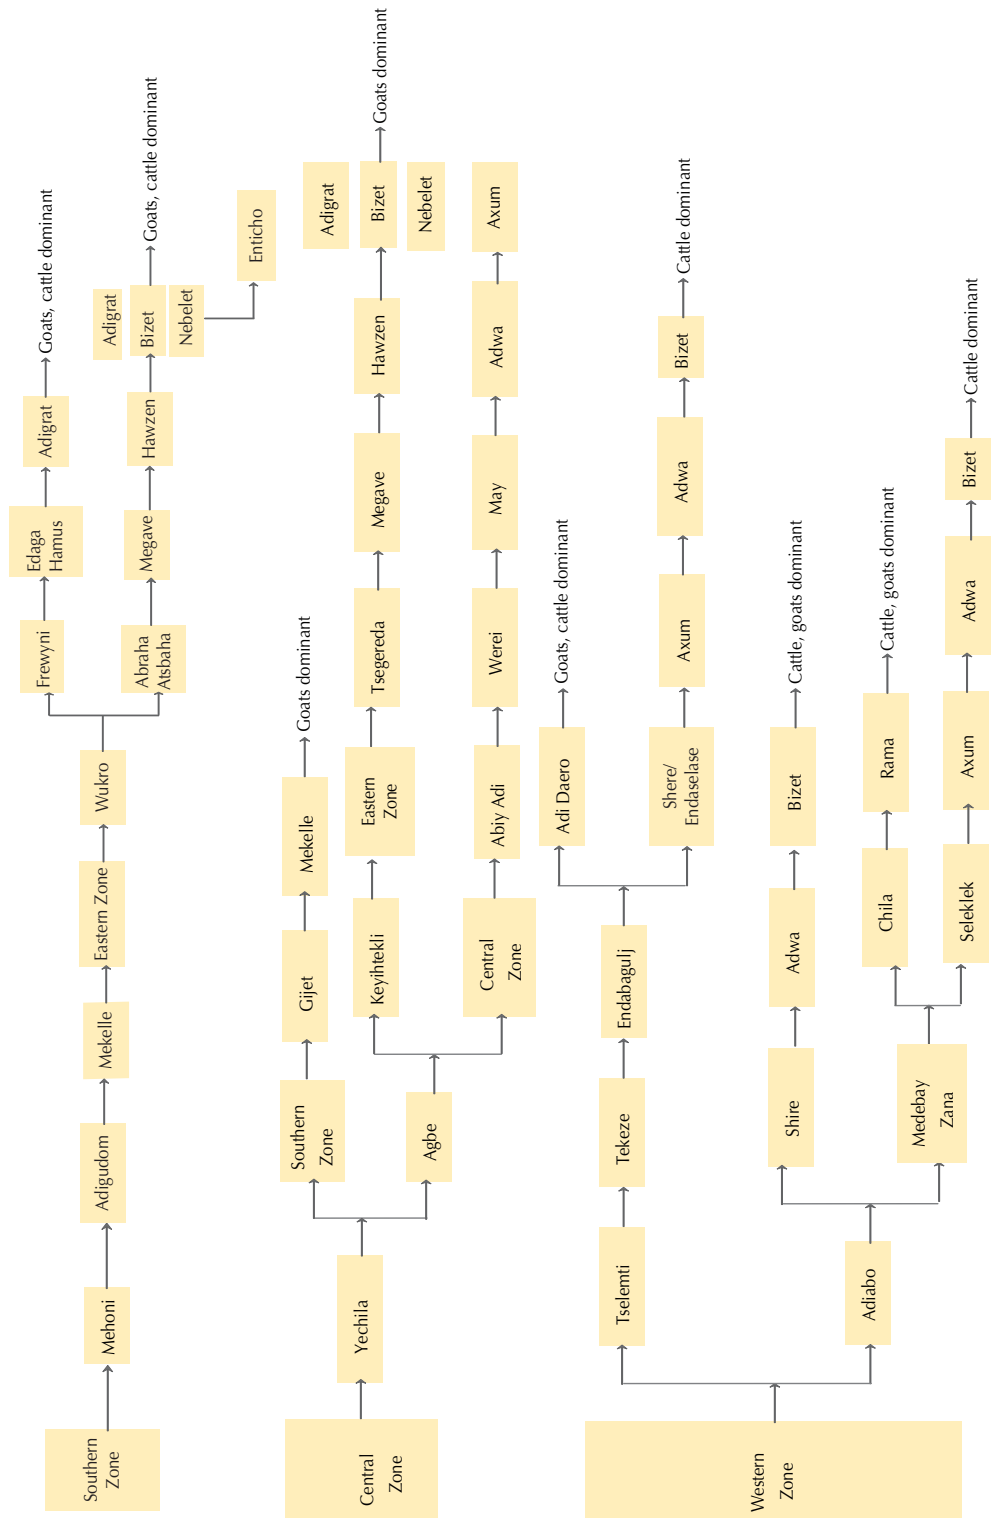 Southern
Zone
Mehoni
Adigudom
Mekelle
Eastern Zone
Wukro
Frewyni
Edaga
Hamus
Adigrat
Goats, cattle dominant
Abraha
Atsbaha
Megave
Hawzen
Adigrat
Bizet
Nebelet
Goats, cattle dominant
Enticho
Central
Zone
Yechila
Southern
Zone
Gijet
Mekelle
Goats dominant
Agbe
Keyihtekli
Eastern
Zone
Tsegereda
Megave
Hawzen
Adigrat
Bizet
Nebelet
Goats dominant
Central
Zone
Abiy Adi
Werei
May
Adwa
Axum
Western
Zone
Tselemti
Tekeze
Endabagulj
Adi Daero
Goats, cattle dominant
Shere/
Endaselase
Axum
Adwa
Bizet
Cattle dominant
Adiabo
Shire
Adwa
Bizet
Cattle, goats dominant
Medebay
Zana
Chila
Rama
Cattle, goats dominant
Seleklek
Axum
Adwa
Bizet
Cattle dominant